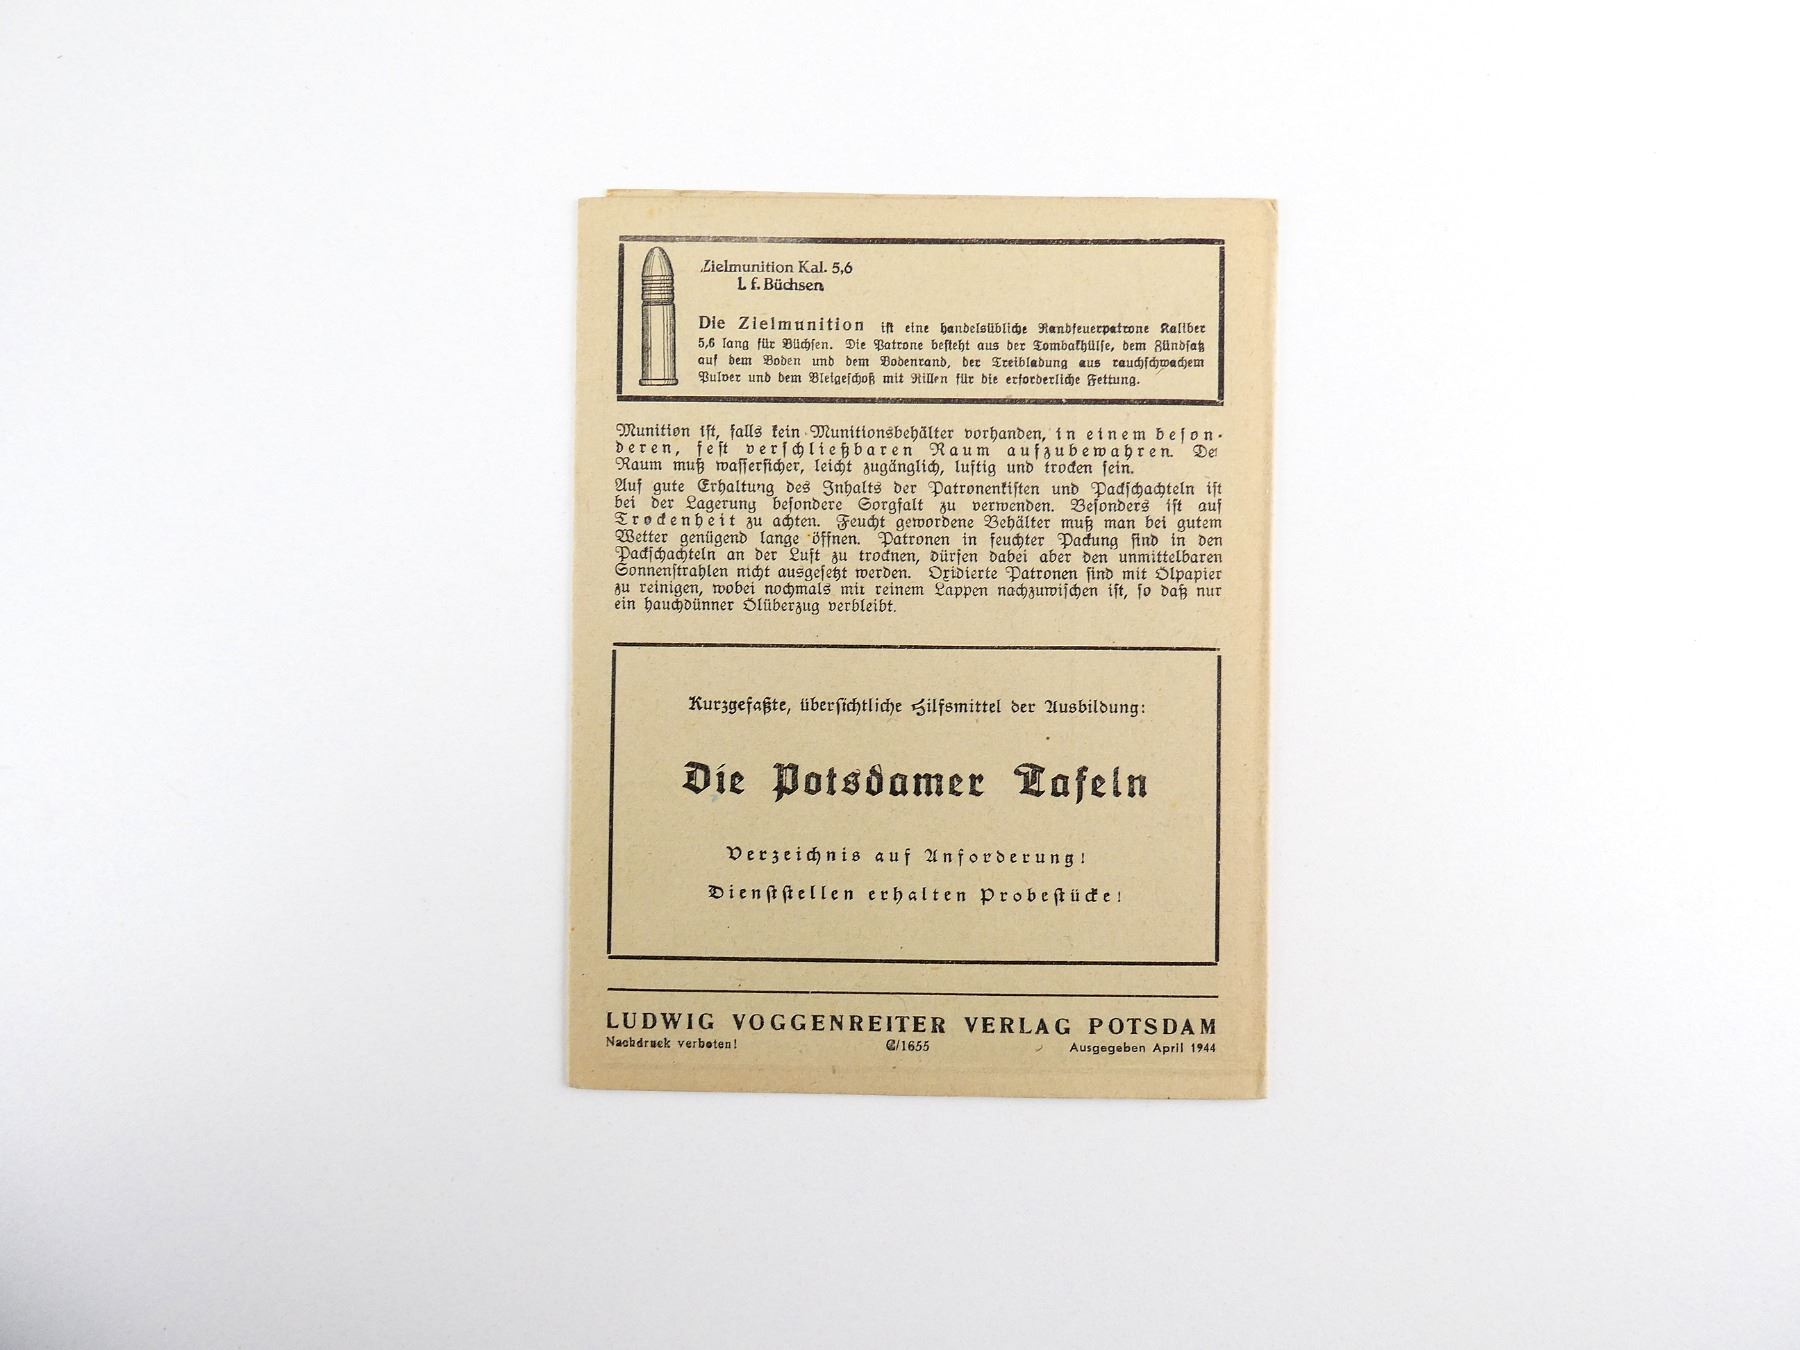 Zielmunition Kal. 5,6
l. f. Büchsen
Die Zielmunition ist eine handelsübliche Randfeuerpatrone Kaliber
5,6 lang für Büchsen. Die Patrone besteht aus der Tombakhülse, dem Zündsatz
auf dem Boden und dem Bodenrand, der Treibladung aus rauchschwachem
Pulver und dem Bleigeschoß mit Rillen für die erforderliche Fettung.
Munition ist, falls kein Munitionsbehälter vorhanden, in einem beson-
deren, fest verschließbaren Raum aufzubewahren. Der
Raum muß wassersicher, leicht zugänglich, luftig und trocken sein.
Auf gute Erhaltung des Inhalts der Patronenkisten und Packschachteln ist
bei der Lagerung besondere Sorgfalt zu verwenden. Besonders ist auf
Trockenheit zu achten. Feucht gewordene Behälter muß man bei gutem
Wetter genügend lange öffnen. Patronen in feuchter Packung sind in den
Packschachteln an der Luft zu trocknen, dürfen dabei aber den unmittelbaren
Sonnenstrahlen nicht ausgesetzt werden. Oxidierte Patronen sind mit Ölpapier
zu reinigen, wobei nochmals mit reinem Lappen nachzuwischen ist, so daß nur
ein hauchdünner Ölüberzug verbleibt.
Kurzgefaßte, übersichtliche Hilfsmittel der Ausbildung:
Die Potsdamer Tafeln
Verzeichnis auf Anforderung!
Dienststellen erhalten Probestücke!
LUDWIG VOGGENREITER VERLAG POTSDAM
Nachdruck verboten! C/1655 Ausgegeben April 1944